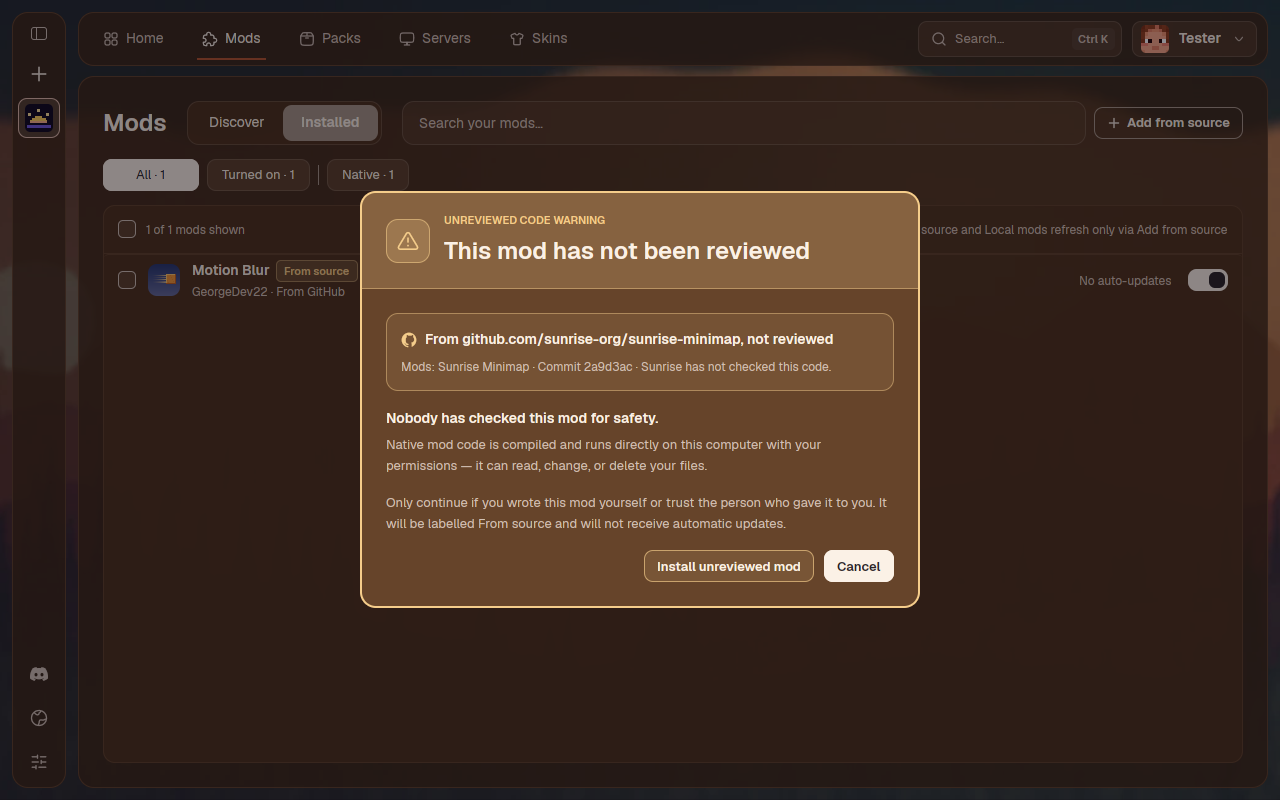 Home
Mods
Packs
Servers
Skins
Search...
Ctrl K
Tester
Mods
Discover
Installed
Search your mods...
Add from source
All · 1
Turned on · 1
Native · 1
1 of 1 mods shown
source and Local mods refresh only via Add from source
Motion Blur
From source
GeorgeDev22 · From GitHub
No auto-updates
UNREVIEWED CODE WARNING
This mod has not been reviewed
From github.com/sunrise-org/sunrise-minimap, not reviewed
Mods: Sunrise Minimap · Commit 2a9d3ac · Sunrise has not checked this code.
Nobody has checked this mod for safety.
Native mod code is compiled and runs directly on this computer with your
permissions — it can read, change, or delete your files.
Only continue if you wrote this mod yourself or trust the person who gave it to you. It
will be labelled From source and will not receive automatic updates.
Install unreviewed mod
Cancel